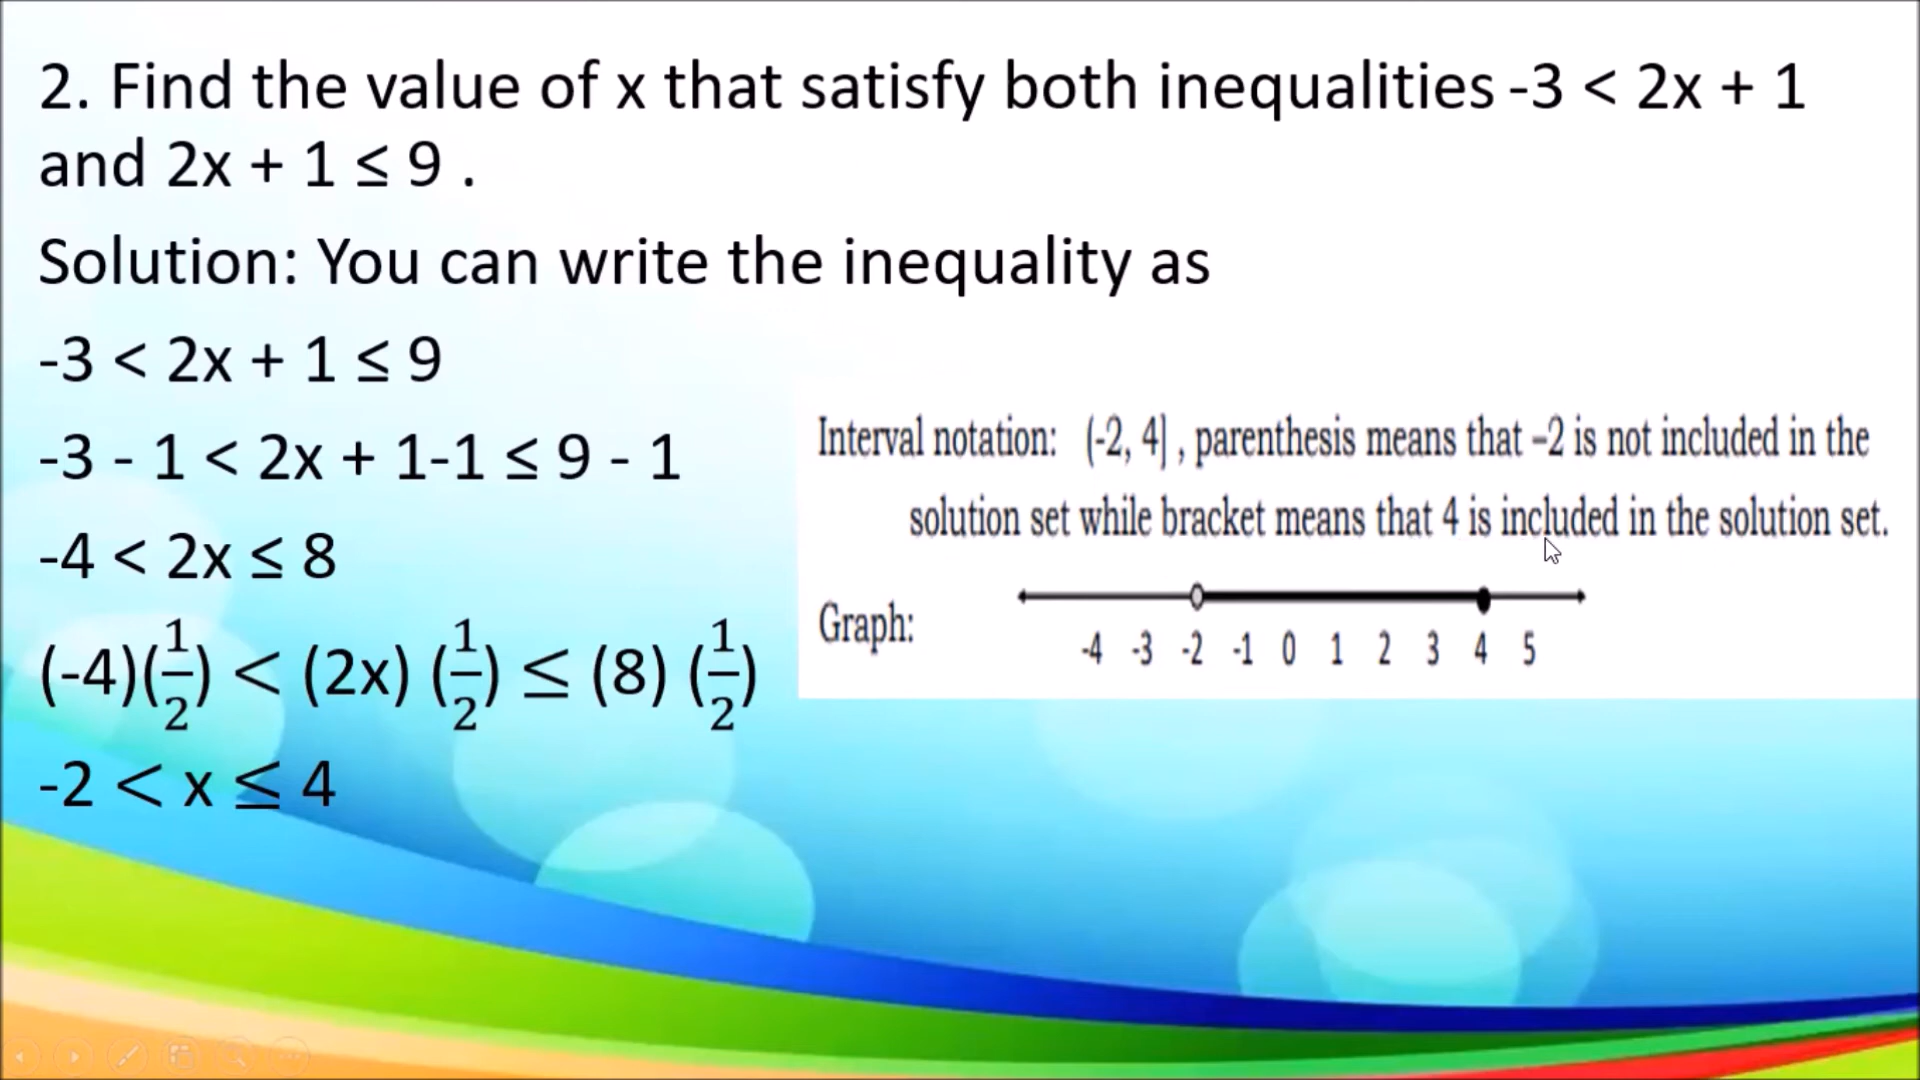 2. Find the value of x that satisfy both inequalities -3 < 2x + 1
and 2x + 1 ≤ 9 .
Solution: You can write the inequality as
-3 < 2x + 1 ≤ 9
-3 - 1 < 2x + 1-1 ≤ 9 - 1
-4 < 2x ≤ 8
(-4)(1/2) < (2x) (1/2) ≤ (8) (1/2)
-2 < x ≤ 4
Interval notation: (-2, 4] , parenthesis means that –2 is not included in the
solution set while bracket means that 4 is included in the solution set.
Graph:
-4 -3 -2 -1 0 1 2 3 4 5